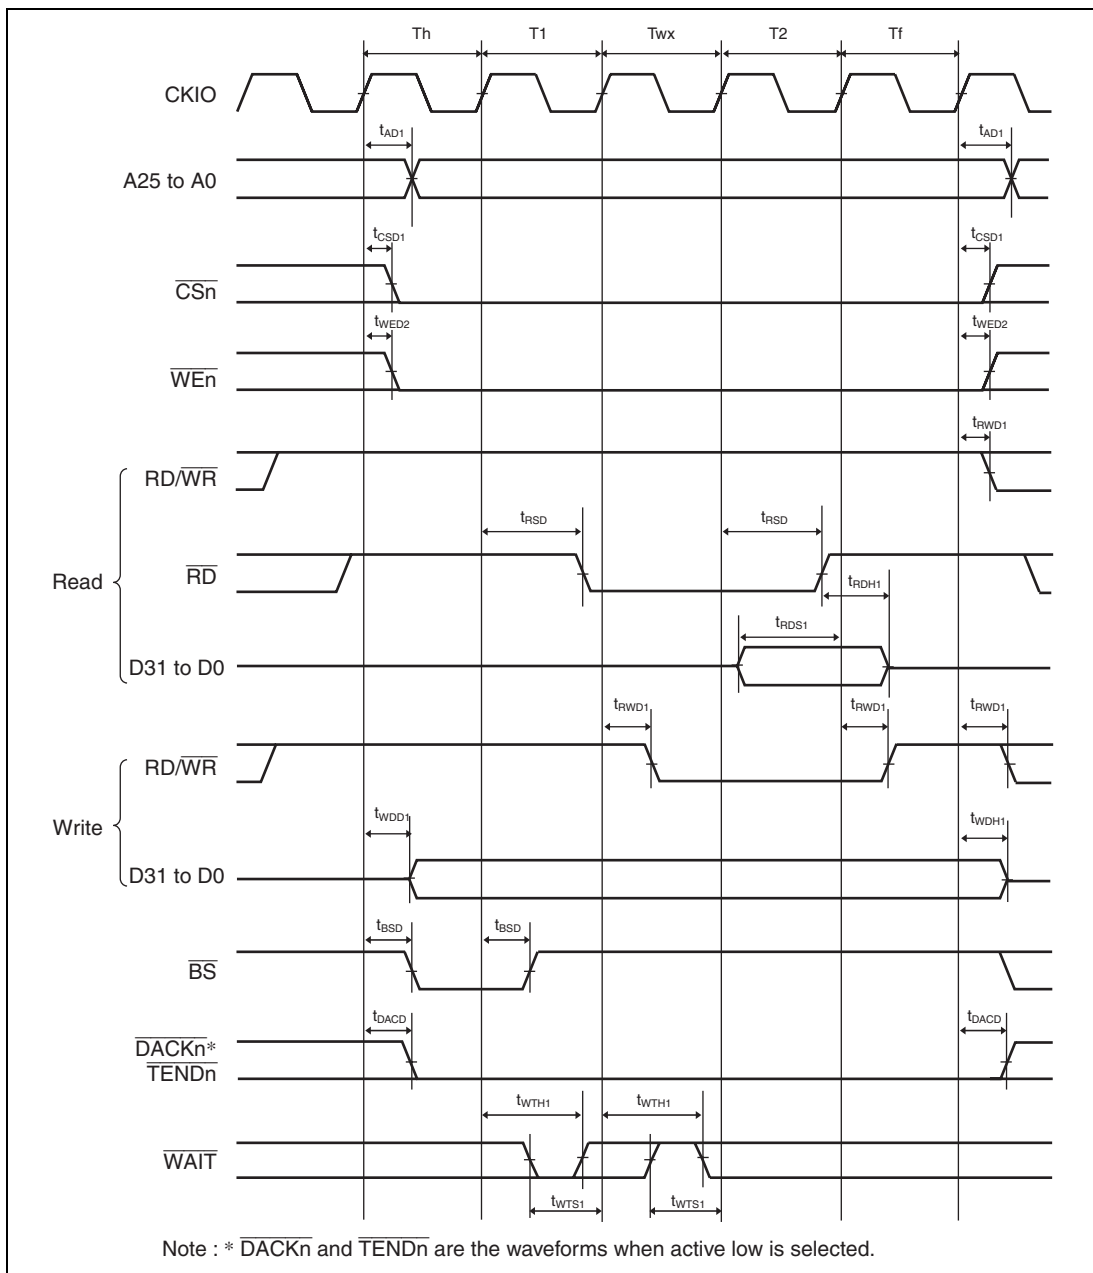 Th T1 Twx T2 Tf
CKIO
tAD1 tAD1
A25 to A0
tCSD1 tCSD1
CSn
tWED2 tWED2
WEn
tRWD1
RD/WR
tRSD tRSD
Read
RD
tRDH1
tRDS1
D31 to D0
tRWD1 tRWD1 tRWD1
RD/WR
tWDD1 tWDH1
Write
D31 to D0
tBSD tBSD
BS
tDACD tDACD
DACKn*
TENDn
tWTH1 tWTH1
WAIT
tWTS1 tWTS1
Note : * DACKn and TENDn are the waveforms when active low is selected.